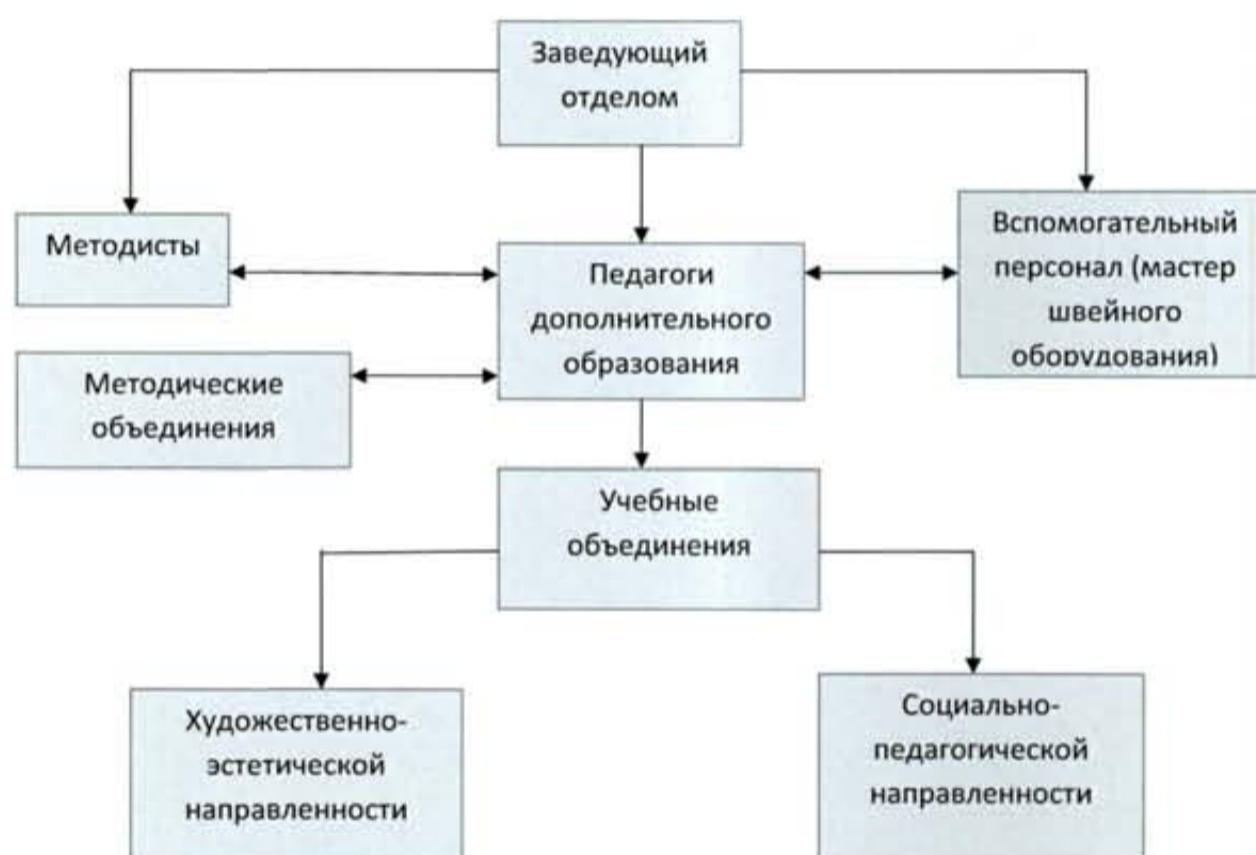 Заведующий
отделом
Методисты
Вспомогательный
персонал (мастер
швейного
оборудования)
Педагоги
дополнительного
образования
Методические
объединения
Учебные
объединения
Художественно-
эстетической
направленности
Социально-
педагогической
направленности